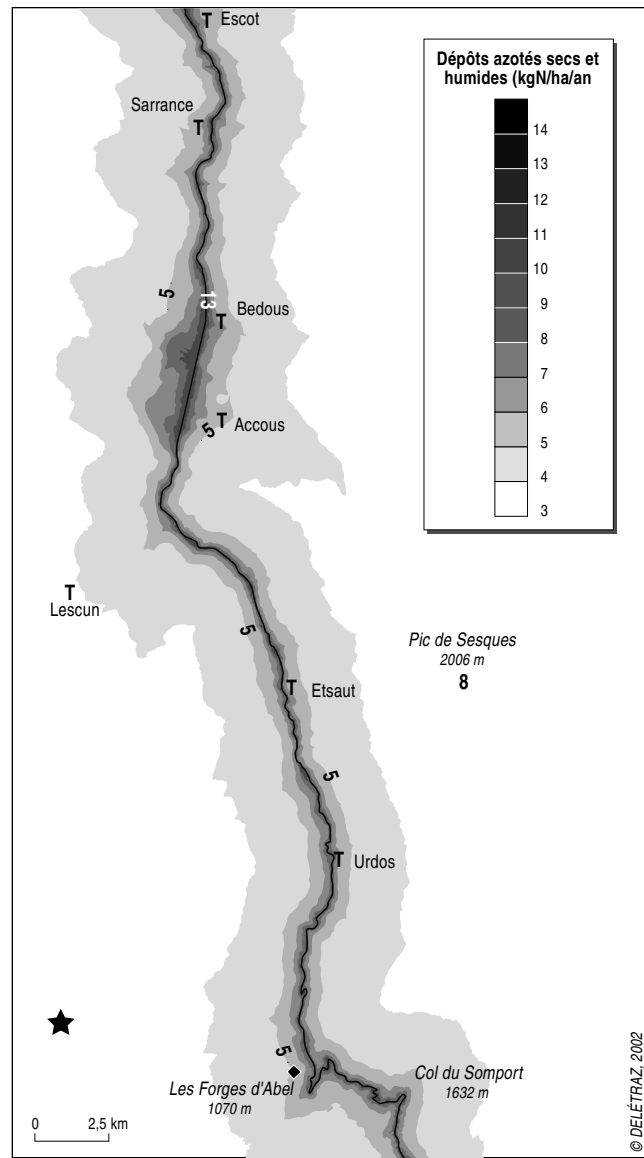 Escot
T
Dépôts azotés secs et
humides (kgN/ha/an
14
13
12
11
10
9
8
7
6
5
4
3
Sarrance
T
5
13
Bedous
T
5
T
Accous
T
Lescun
5
Pic de Sesques
2006 m
8
T
Etsaut
5
T
Urdos
5
Les Forges d'Abel
1070 m
Col du Somport
1632 m
0 2,5 km
© DELÉTRAZ, 2002